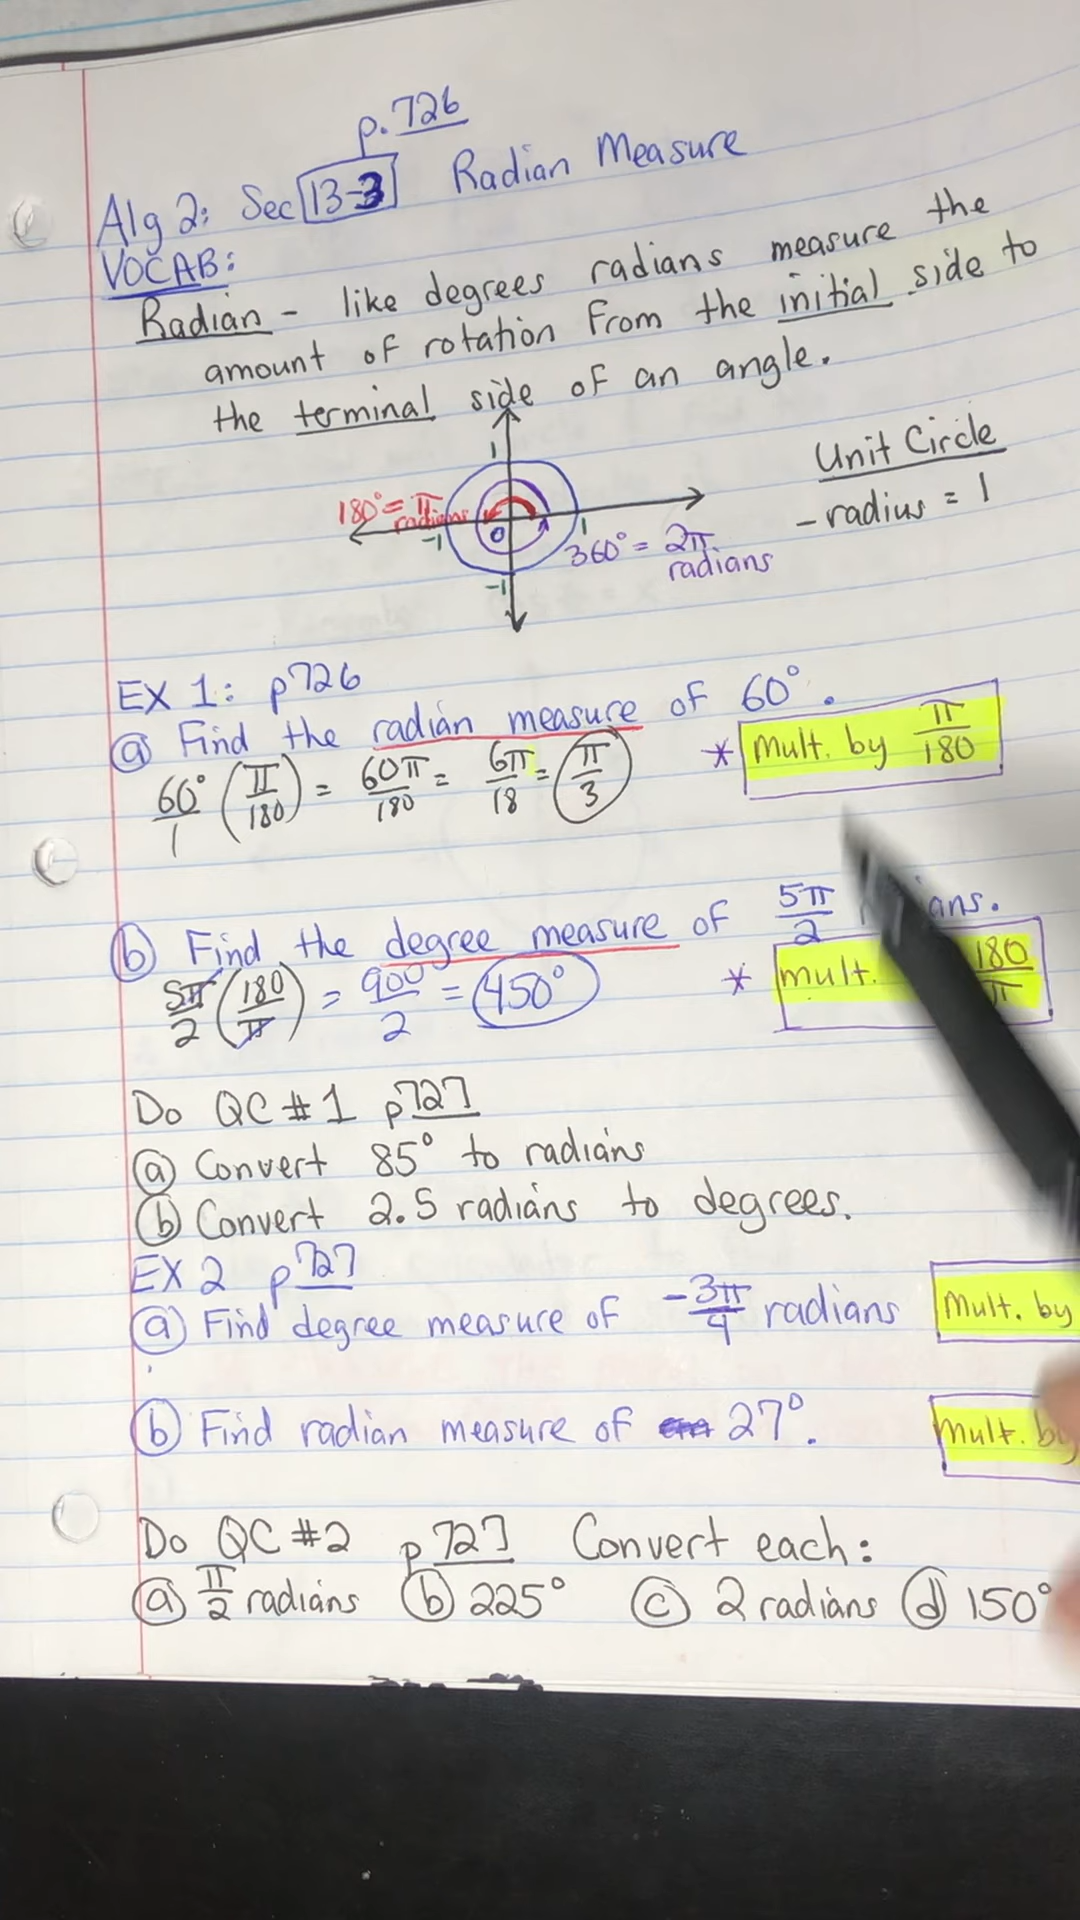 p. 726
Alg 2: Sec 13-3 Radian Measure
VOCAB:
Radian - like degrees radians measure the
amount of rotation from the initial side to
the terminal side of an angle.
Unit Circle
- radius = 1
1
180° = π
radians
-1
0
1
360° = 2π
radians
-1
EX 1: p726
(a) Find the radian measure of 60°.
* Mult. by π/180
60°/1 (π/180) = 60π/180 = 6π/18 = π/3
(b) Find the degree measure of 5π/2
* mult. 180/π
5π/2 (180/π) = 900/2 = 450°
Do QC #1 p727
(a) Convert 85° to radians
(b) Convert 2.5 radians to degrees.
EX 2 p727
(a) Find degree measure of -3π/4 radians
Mult. by
(b) Find radian measure of 27°.
Mult. by
Do QC #2 p727 Convert each:
(a) π/2 radians (b) 225° (c) 2 radians (d) 150°